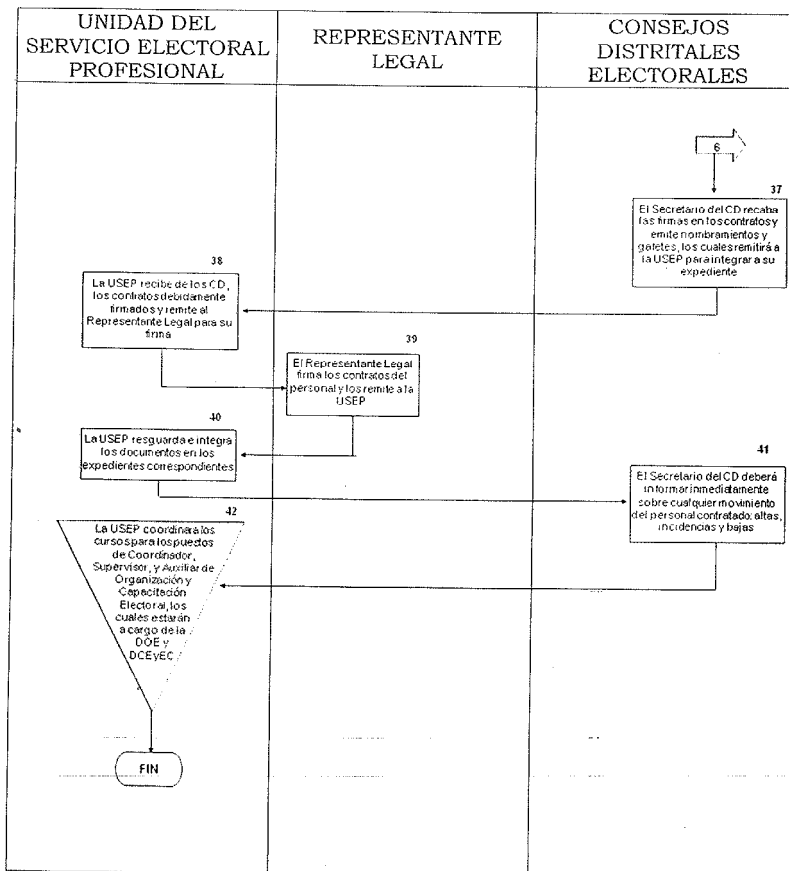 UNIDAD DEL
SERVICIO ELECTORAL
PROFESIONAL
REPRESENTANTE
LEGAL
CONSEJOS
DISTRITALES
ELECTORALES
6
37
El Secretario del CD recaba
las firmas en los contratos y
emite nombramientos y
gafetes, los cuales remitirá a
la USEP para integrar a su
expediente
38
La USEP recibe de los CD,
los contratos debidamente
firmados y remite al
Representante Legal para su
firma
39
El Representante Legal
firma los contratos del
personal y los remite a la
USEP
40
La USEP resguarda e integra
los documentos en los
expedientes correspondientes
41
El Secretario del CD deberá
informar inmediatamente
sobre cualquier movimiento
del personal contratado: altas,
incidencias y bajas
42
La USEP coordinara los
cursos para los puestos
de Coordinador,
Supervisor, y Auxiliar de
Organización y
Capacitación
Electoral, los
cuales estarán
a cargo de la
DOE y
DCEyEC
FIN